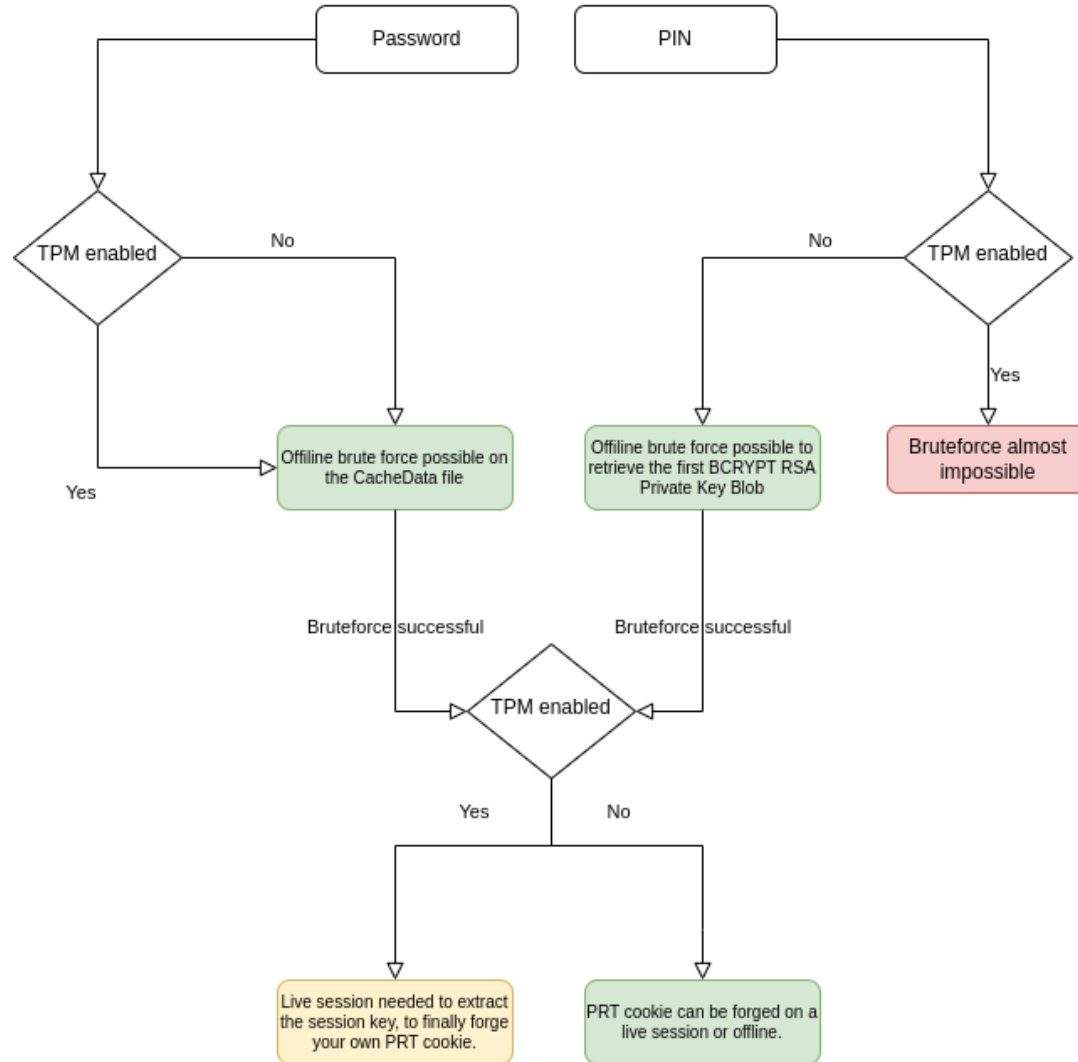 Password
PIN
No
No
TPM enabled
TPM enabled
Yes
Offiline brute force possible on
the CacheData file
Offiline brute force possible to
retrieve the first BCRYPT RSA
Private Key Blob
Bruteforce almost
impossible
Yes
Bruteforce successful
Bruteforce successful
TPM enabled
Yes
No
Live session needed to extract
the session key, to finally forge
your own PRT cookie.
PRT cookie can be forged on a
live session or offline.